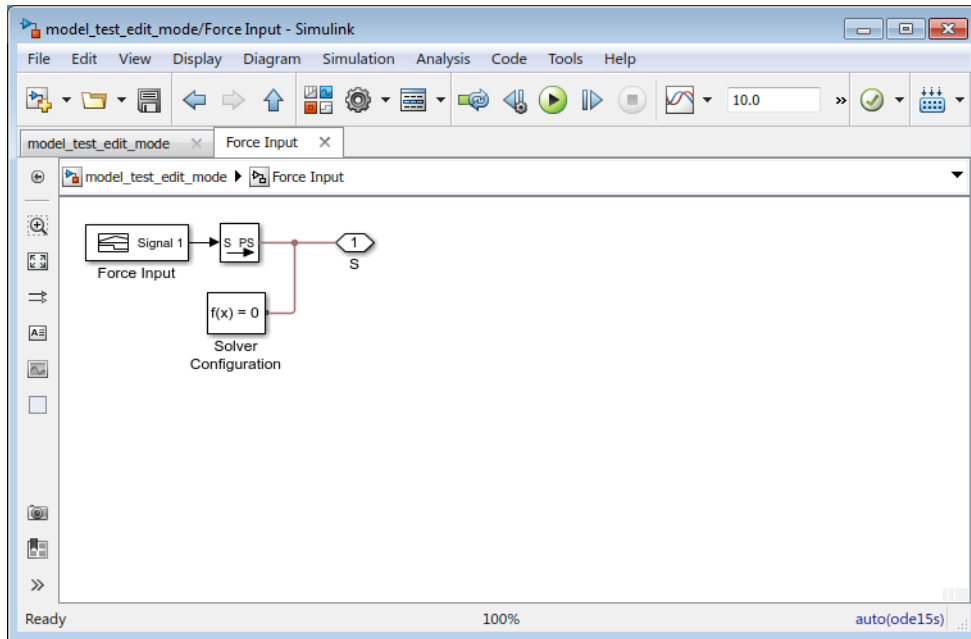 model_test_edit_mode/Force Input - Simulink
File Edit View Display Diagram Simulation Analysis Code Tools Help
10.0 »
model_test_edit_mode Force Input
model_test_edit_mode Force Input
Signal 1 S PS 1
Force Input S
f(x) = 0
Solver
Configuration
Ready 100% auto(ode15s)